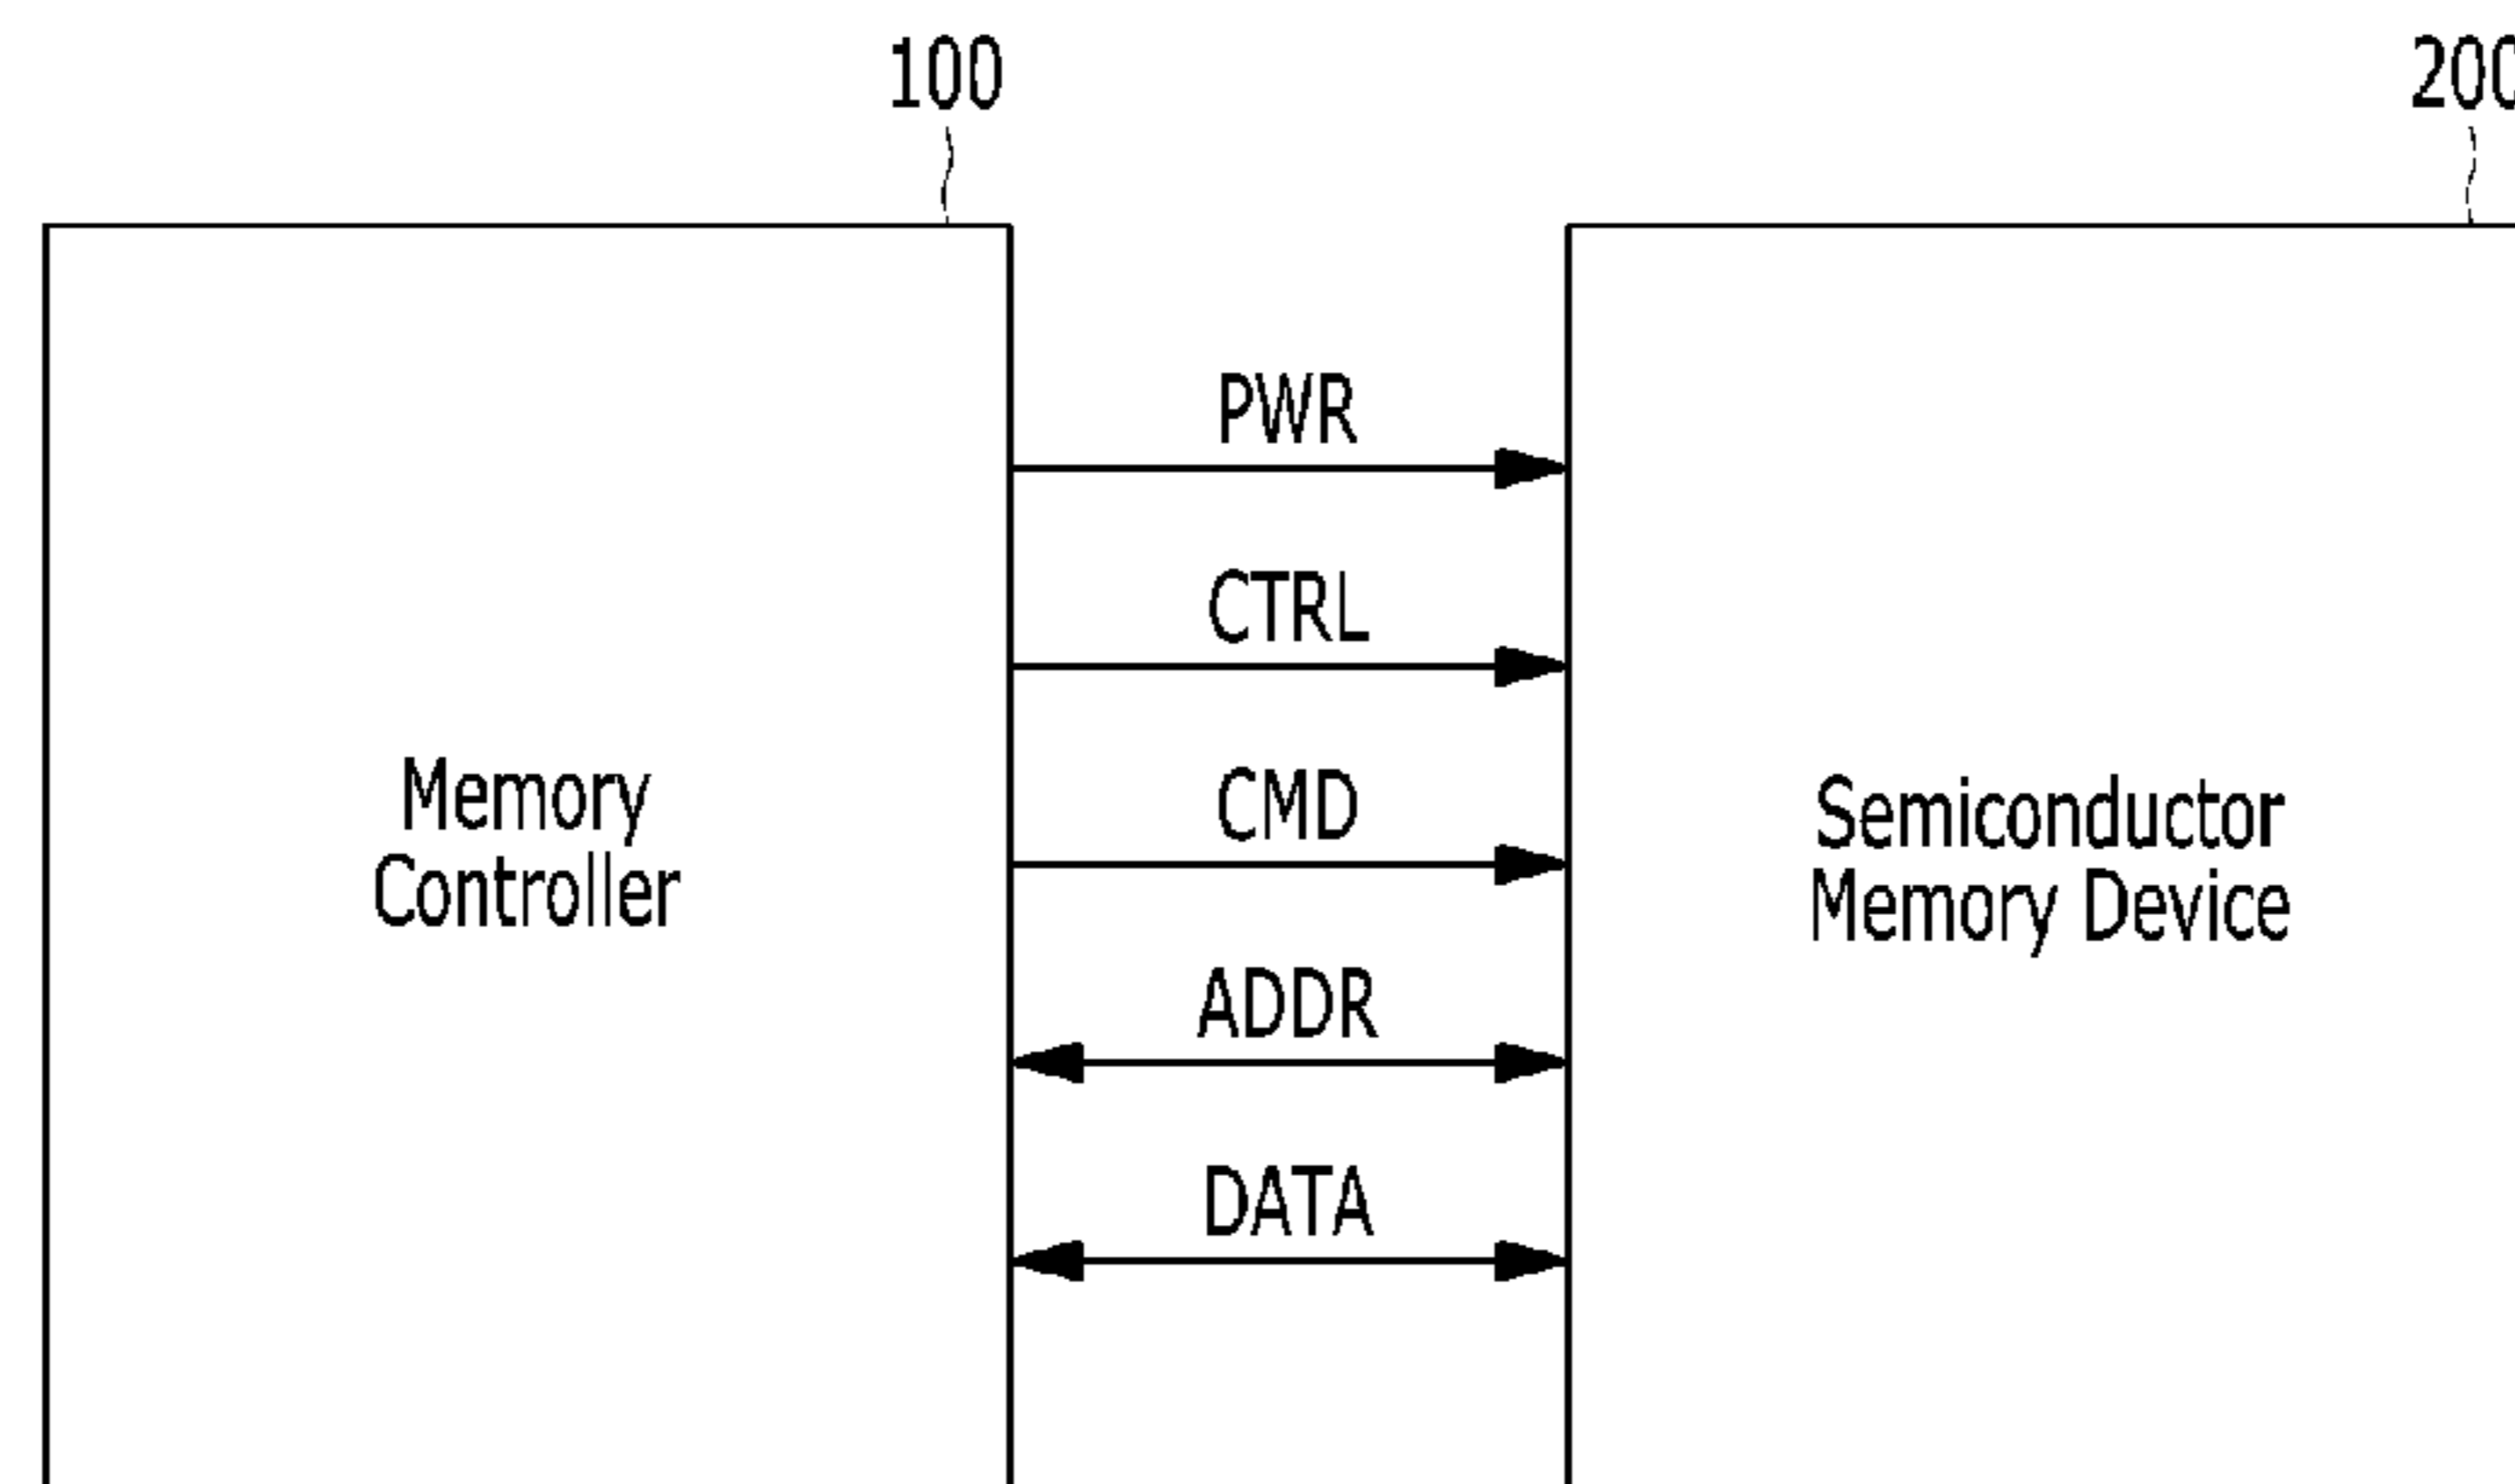 100
200
PWR
CTRL
CMD
ADDR
DATA
Memory
Controller
Semiconductor
Memory Device